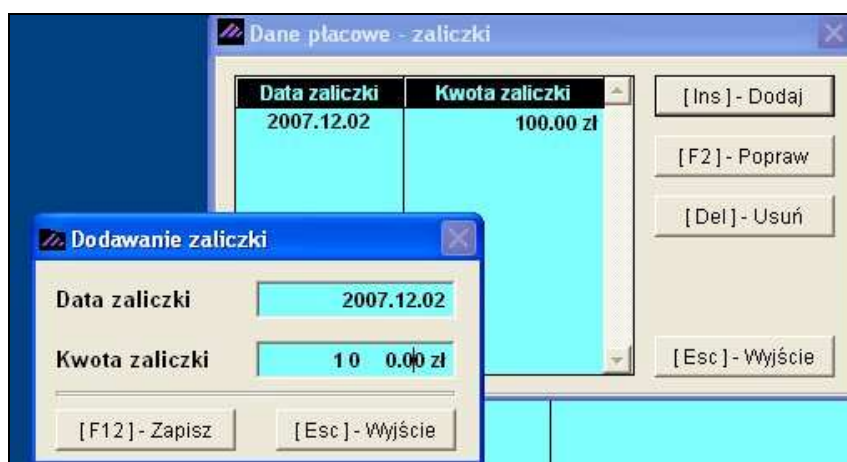 Dane płacowe - zaliczki
Data zaliczki Kwota zaliczki
2007.12.02 100.00 zł
[Ins] - Dodaj
[F2] - Popraw
[Del] - Usuń
[Esc] - Wyjście
Dodawanie zaliczki
Data zaliczki 2007.12.02
Kwota zaliczki 10 0.00 zł
[F12] - Zapisz [Esc] - Wyjście